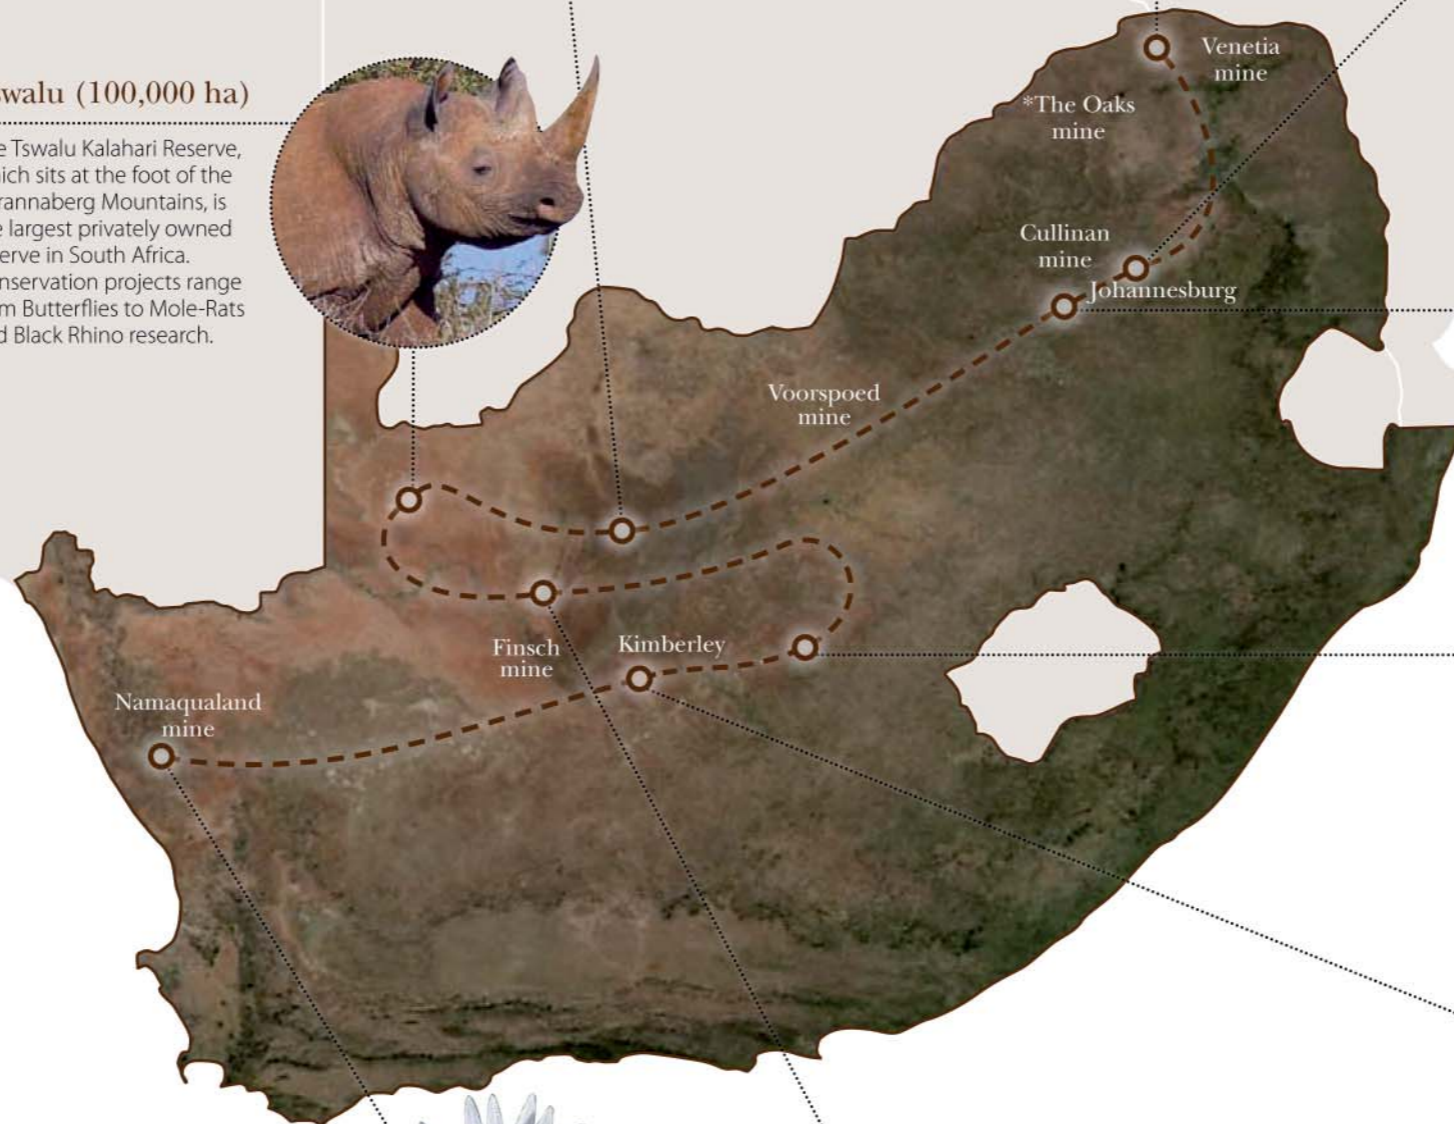 swalu (100,000 ha)
e Tswalu Kalahari Reserve,
ich sits at the foot of the
rannaberg Mountains, is
e largest privately owned
erve in South Africa.
nservation projects range
m Butterflies to Mole-Rats
d Black Rhino research.
Venetia
mine
*The Oaks
mine
Cullinan
mine
Johannesburg
Voorspoed
mine
Finsch
mine
Kimberley
Namaqualand
mine